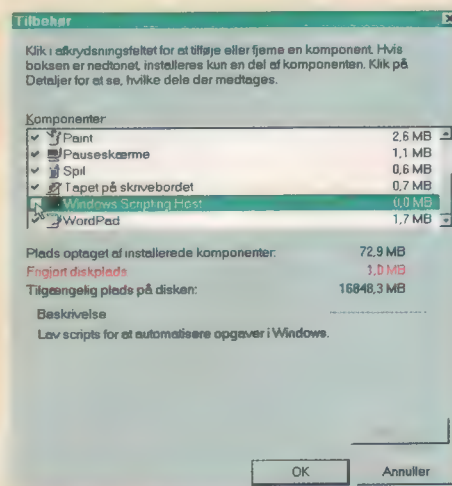 Tilbehør
Klik i afkrydsningsfeltet for at tilføje eller fjerne en komponent. Hvis
boksen er nedtonet, installeres kun en del af komponenten. Klik på
Detaljer for at se, hvilke dele der medtages.
Komponenter
Paint 2,6 MB
Pauseskærme 1,1 MB
Spil 0,6 MB
Tapet på skrivebordet 0,7 MB
Windows Scripting Host 0,0 MB
WordPad 1,7 MB
Plads optaget af installerede komponenter: 72,9 MB
Frigjort diskplads 1,0 MB
Tilgængelig plads på disken: 16848,3 MB
Beskrivelse
Lav scripts for at automatisere opgaver i Windows.
OK Annuller